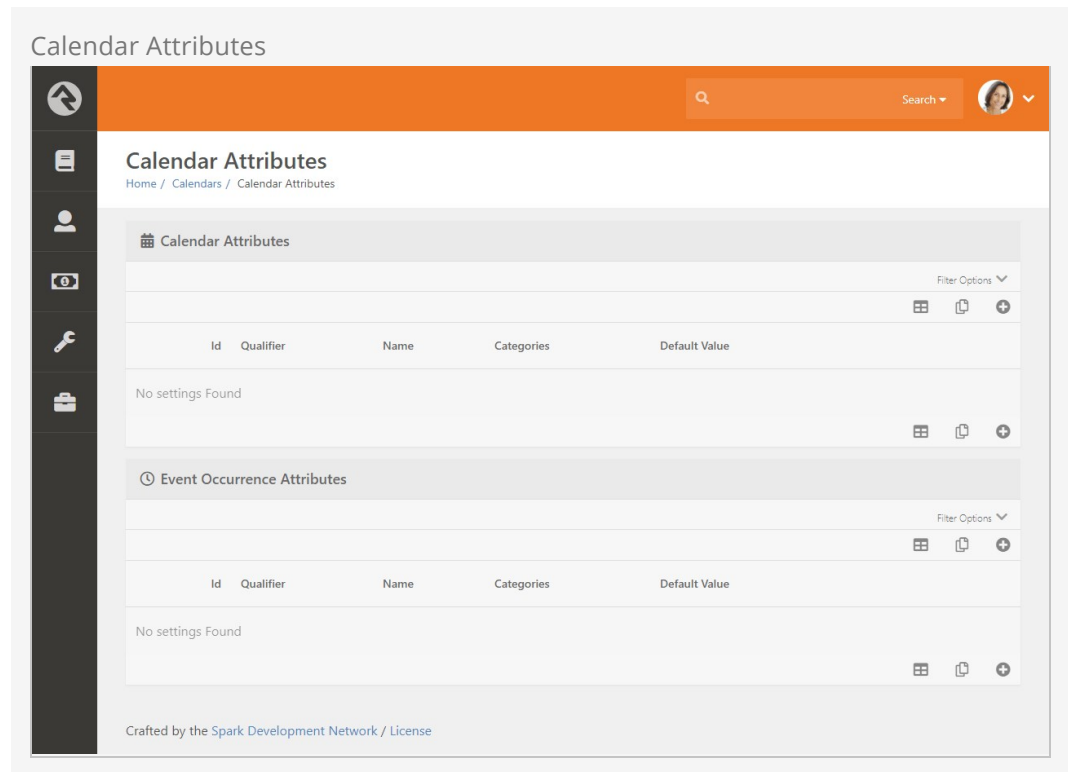 Calendar Attributes
Search
Calendar Attributes
Home / Calendars / Calendar Attributes
Calendar Attributes
Filter Options
Id Qualifier Name Categories Default Value
No settings Found
Event Occurrence Attributes
Filter Options
Id Qualifier Name Categories Default Value
No settings Found
Crafted by the Spark Development Network / License